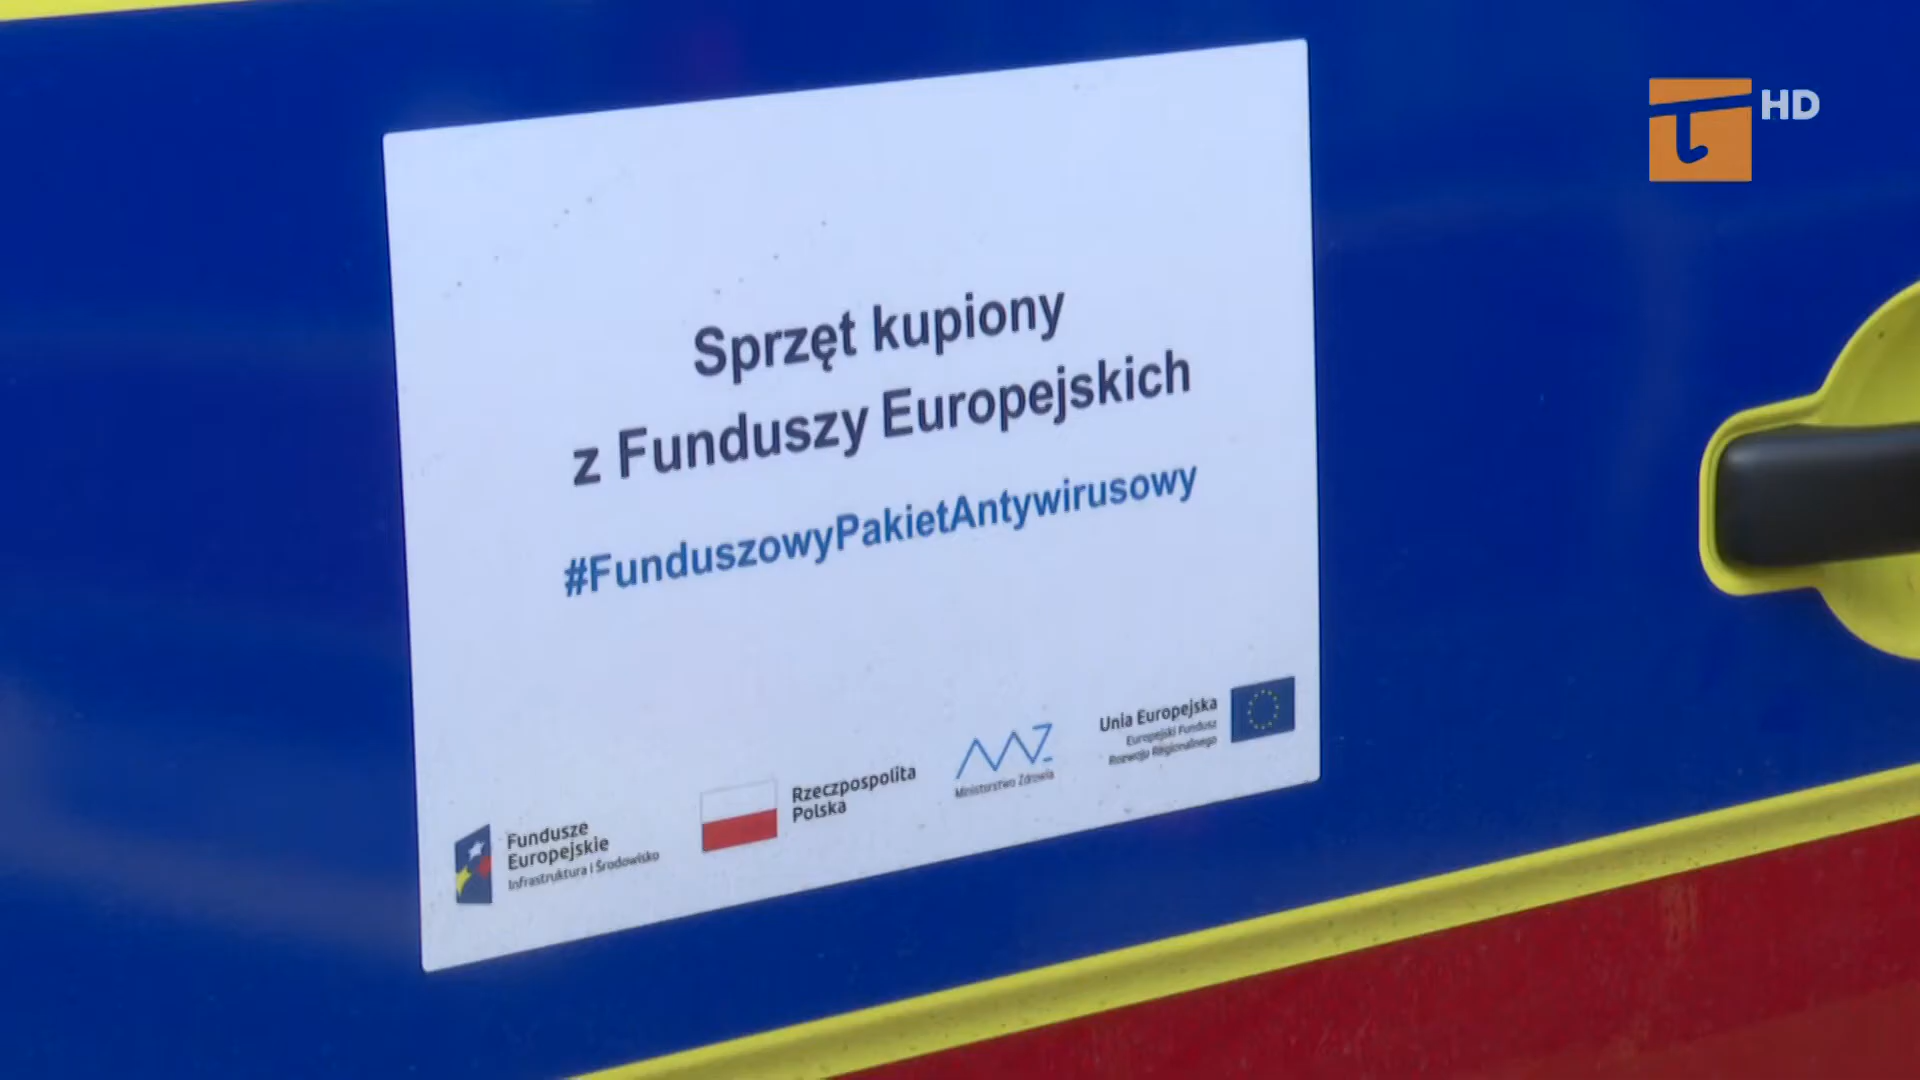 HD
Sprzęt kupiony
z Funduszy Europejskich
#FunduszowyPakietAntywirusowy
Fundusze
Europejskie
Infrastruktura i Środowisko
Rzeczpospolita
Polska
MZ
Ministerstwo Zdrowia
Unia Europejska
Europejski Fundusz
Rozwoju Regionalnego